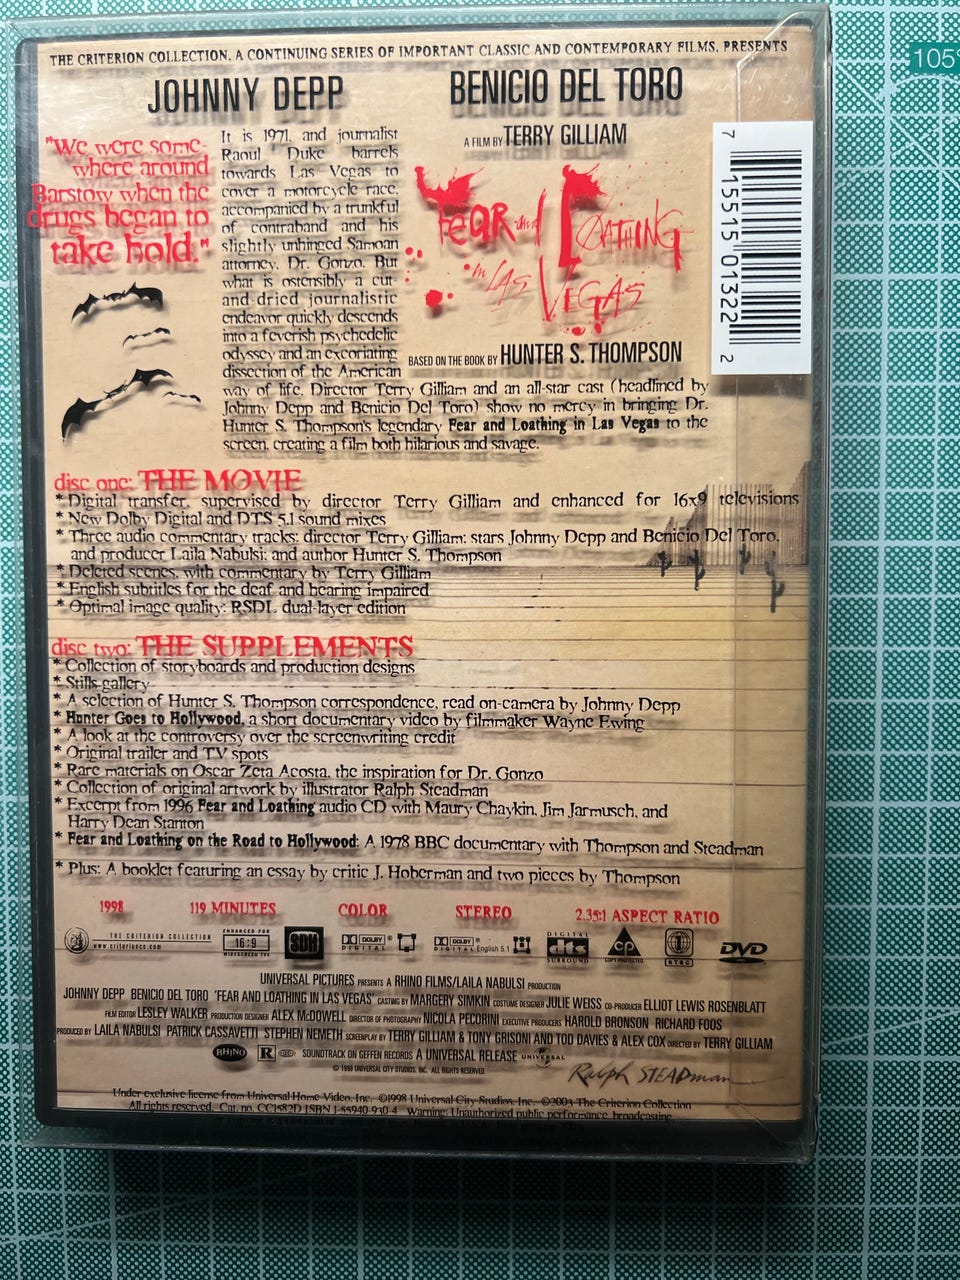 105°
THE CRITERION COLLECTION, A CONTINUING SERIES OF IMPORTANT CLASSIC AND CONTEMPORARY FILMS, PRESENTS
JOHNNY DEPP
BENICIO DEL TORO
A FILM BY TERRY GILLIAM
"We were some-
where around
Barstow when the
drugs began to
take hold."
It is 1971, and journalist
Raoul Duke barrels
towards Las Vegas to
cover a motorcycle race,
accompanied by a trunkful
of contraband and his
slightly unhinged Samoan
attorney, Dr. Gonzo. But
what is ostensibly a cut-
and-dried journalistic
endeavor quickly descends
into a feverish psychedelic
odyssey and an excoriating
dissection of the American
way of life. Director Terry Gilliam and an all-star cast (headlined by
Johnny Depp and Benicio Del Toro) show no mercy in bringing Dr.
Hunter S. Thompson's legendary Fear and Loathing in Las Vegas to the
screen, creating a film both hilarious and savage.
FEAR and LOATHING
in LAS VEGAS
BASED ON THE BOOK BY HUNTER S. THOMPSON
7 15515 01322 2
disc one: THE MOVIE
* Digital transfer, supervised by director Terry Gilliam and enhanced for 16x9 televisions
* New Dolby Digital and DTS 5.1 sound mixes
* Three audio commentary tracks: director Terry Gilliam; stars Johnny Depp and Benicio Del Toro,
and producer Laila Nabulsi; and author Hunter S. Thompson
* Deleted scenes, with commentary by Terry Gilliam
* English subtitles for the deaf and hearing impaired
* Optimal image quality: RSDL dual-layer edition
disc two: THE SUPPLEMENTS
* Collection of storyboards and production designs
* Stills gallery
* A selection of Hunter S. Thompson correspondence, read on-camera by Johnny Depp
* Hunter Goes to Hollywood, a short documentary video by filmmaker Wayne Ewing
* A look at the controversy over the screenwriting credit
* Original trailer and TV spots
* Rare materials on Oscar Zeta Acosta, the inspiration for Dr. Gonzo
* Collection of original artwork by illustrator Ralph Steadman
* Excerpt from 1996 Fear and Loathing audio CD with Maury Chaykin, Jim Jarmusch, and
Harry Dean Stanton
* Fear and Loathing on the Road to Hollywood: A 1978 BBC documentary with Thompson and Steadman
* Plus: A booklet featuring an essay by critic J. Hoberman and two pieces by Thompson
1998 119 MINUTES COLOR STEREO 2.35:1 ASPECT RATIO
THE CRITERION COLLECTION
www.criterionco.com
ENHANCED FOR
16:9
WIDESCREEN TVS
SDH
DOLBY
DIGITAL
DOLBY
DIGITAL English 5.1
DIGITAL
dts
SURROUND
CP
COPY PROTECTED
NTSC
DVD
UNIVERSAL PICTURES PRESENTS A RHINO FILMS/LAILA NABULSI PRODUCTION
JOHNNY DEPP BENICIO DEL TORO 'FEAR AND LOATHING IN LAS VEGAS' CASTING BY MARGERY SIMKIN COSTUME DESIGNER JULIE WEISS CO-PRODUCER ELLIOT LEWIS ROSENBLATT
FILM EDITOR LESLEY WALKER PRODUCTION DESIGNER ALEX McDOWELL DIRECTOR OF PHOTOGRAPHY NICOLA PECORINI EXECUTIVE PRODUCERS HAROLD BRONSON RICHARD FOOS
PRODUCED BY LAILA NABULSI PATRICK CASSAVETTI STEPHEN NEMETH SCREENPLAY BY TERRY GILLIAM & TONY GRISONI AND TOD DAVIES & ALEX COX DIRECTED BY TERRY GILLIAM
RHINO R SOUNDTRACK ON GEFFEN RECORDS A UNIVERSAL RELEASE UNIVERSAL
© 1998 UNIVERSAL CITY STUDIOS, INC. ALL RIGHTS RESERVED.
Ralph STEADman
Under exclusive license from Universal Home Video, Inc. ©1998 Universal City Studios, Inc. ©2003 The Criterion Collection
All rights reserved. Cat. no. CC1582D ISBN 1-55940-930-4 Warning: Unauthorized public performance, broadcasting,